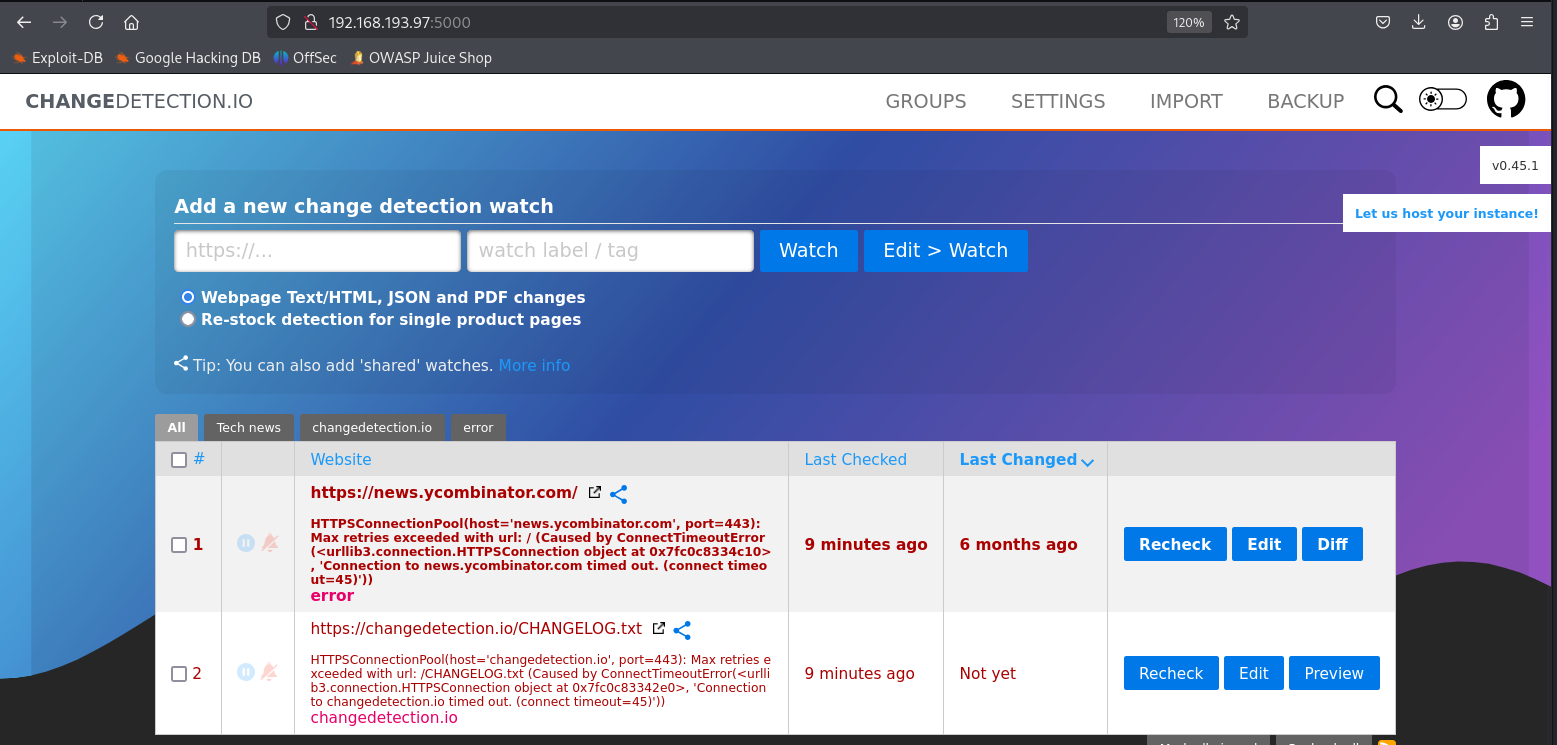 192.168.193.97:5000
120%
Exploit-DB Google Hacking DB OffSec OWASP Juice Shop
CHANGEDETECTION.IO GROUPS SETTINGS IMPORT BACKUP
v0.45.1
Let us host your instance!
Add a new change detection watch
https://... watch label / tag Watch Edit > Watch
Webpage Text/HTML, JSON and PDF changes
Re-stock detection for single product pages
Tip: You can also add 'shared' watches. More info
All Tech news changedetection.io error
# Website Last Checked Last Changed
https://news.ycombinator.com/
HTTPSConnectionPool(host='news.ycombinator.com', port=443):
Max retries exceeded with url: / (Caused by ConnectTimeoutError
(<urllib3.connection.HTTPSConnection object at 0x7fc0c8334c10>
, 'Connection to news.ycombinator.com timed out. (connect timeo
ut=45)'))
error
1 9 minutes ago 6 months ago Recheck Edit Diff
https://changedetection.io/CHANGELOG.txt
HTTPSConnectionPool(host='changedetection.io', port=443): Max retries e
xceeded with url: /CHANGELOG.txt (Caused by ConnectTimeoutError(<urlli
b3.connection.HTTPSConnection object at 0x7fc0c83342e0>, 'Connection
to changedetection.io timed out. (connect timeout=45)'))
changedetection.io
2 9 minutes ago Not yet Recheck Edit Preview